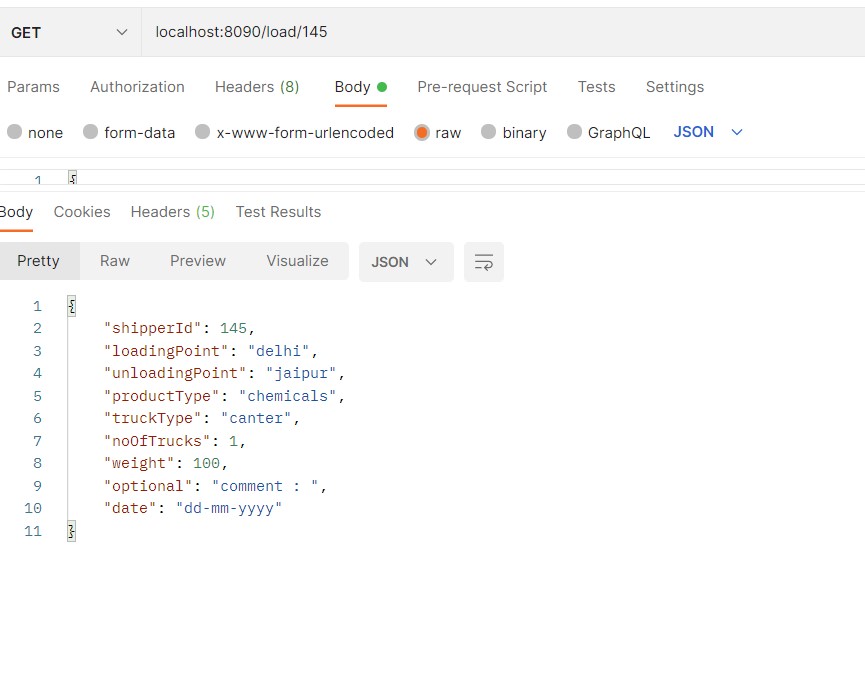 GET localhost:8090/load/145
Params Authorization Headers (8) Body Pre-request Script Tests Settings
none form-data x-www-form-urlencoded raw binary GraphQL JSON
1 {
Body Cookies Headers (5) Test Results
Pretty Raw Preview Visualize JSON
1 {
2 "shipperId": 145,
3 "loadingPoint": "delhi",
4 "unloadingPoint": "jaipur",
5 "productType": "chemicals",
6 "truckType": "canter",
7 "noOfTrucks": 1,
8 "weight": 100,
9 "optional": "comment : ",
10 "date": "dd-mm-yyyy"
11 }